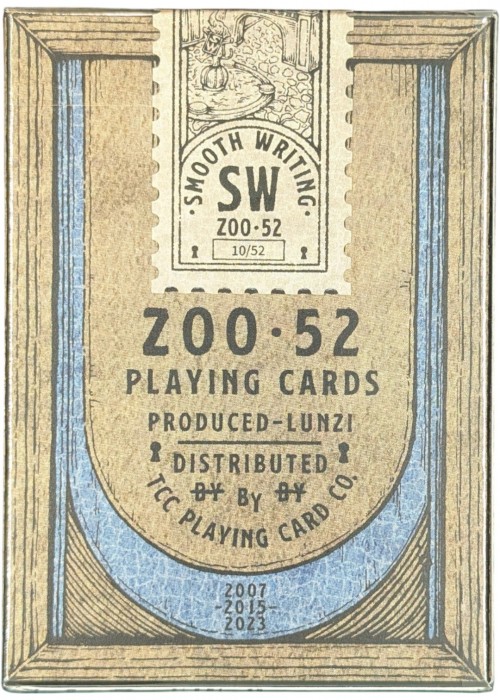 ·SMOOTH WRITING·
SW
ZOO·52
10/52
ZOO·52
PLAYING CARDS
PRODUCED-LUNZI
DISTRIBUTED
BY BY BY
TCC PLAYING CARD CO.
2007
-2015-
2023